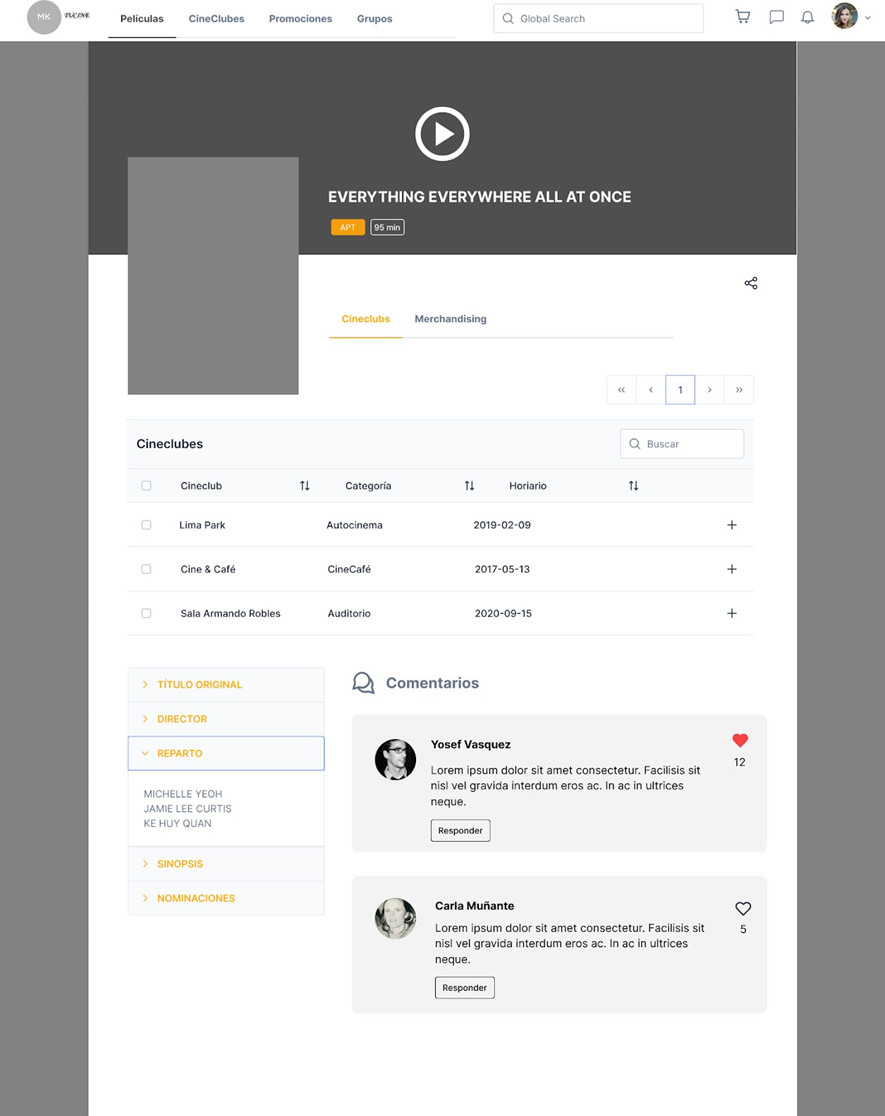 MK TUCINE Películas CineClubes Promociones Grupos Global Search
EVERYTHING EVERYWHERE ALL AT ONCE
APT 95 min
Cineclubs Merchandising
« ‹ 1 › »
Cineclubes Buscar
Cineclub Categoría Horiario
Lima Park Autocinema 2019-02-09 +
Cine & Café CineCafé 2017-05-13 +
Sala Armando Robles Auditorio 2020-09-15 +
TÍTULO ORIGINAL
DIRECTOR
REPARTO
MICHELLE YEOH
JAMIE LEE CURTIS
KE HUY QUAN
SINOPSIS
NOMINACIONES
Comentarios
Yosef Vasquez
12
Lorem ipsum dolor sit amet consectetur. Facilisis sit
nisl vel gravida interdum eros ac. In ac in ultrices
neque.
Responder
Carla Muñante
5
Lorem ipsum dolor sit amet consectetur. Facilisis sit
nisl vel gravida interdum eros ac. In ac in ultrices
neque.
Responder